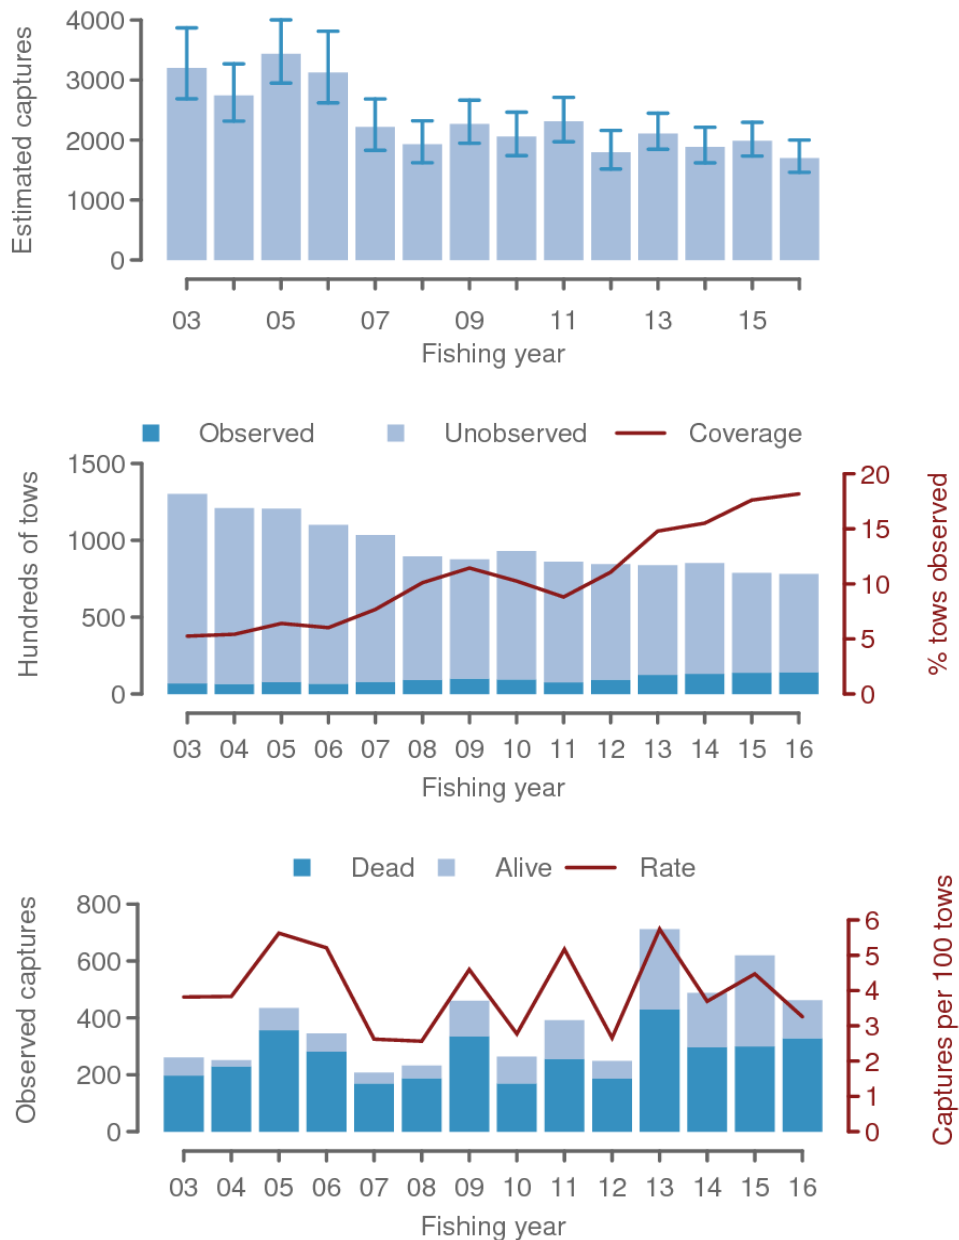 Estimated captures
4000
3000
2000
1000
0
03 05 07 09 11 13 15
Fishing year
Observed Unobserved Coverage
Hundreds of tows
1500
1000
500
0
20
15
10
5
0
% tows observed
03 04 05 06 07 08 09 10 11 12 13 14 15 16
Fishing year
Dead Alive Rate
Observed captures
800
600
400
200
0
6
5
4
3
2
1
0
Captures per 100 tows
03 04 05 06 07 08 09 10 11 12 13 14 15 16
Fishing year